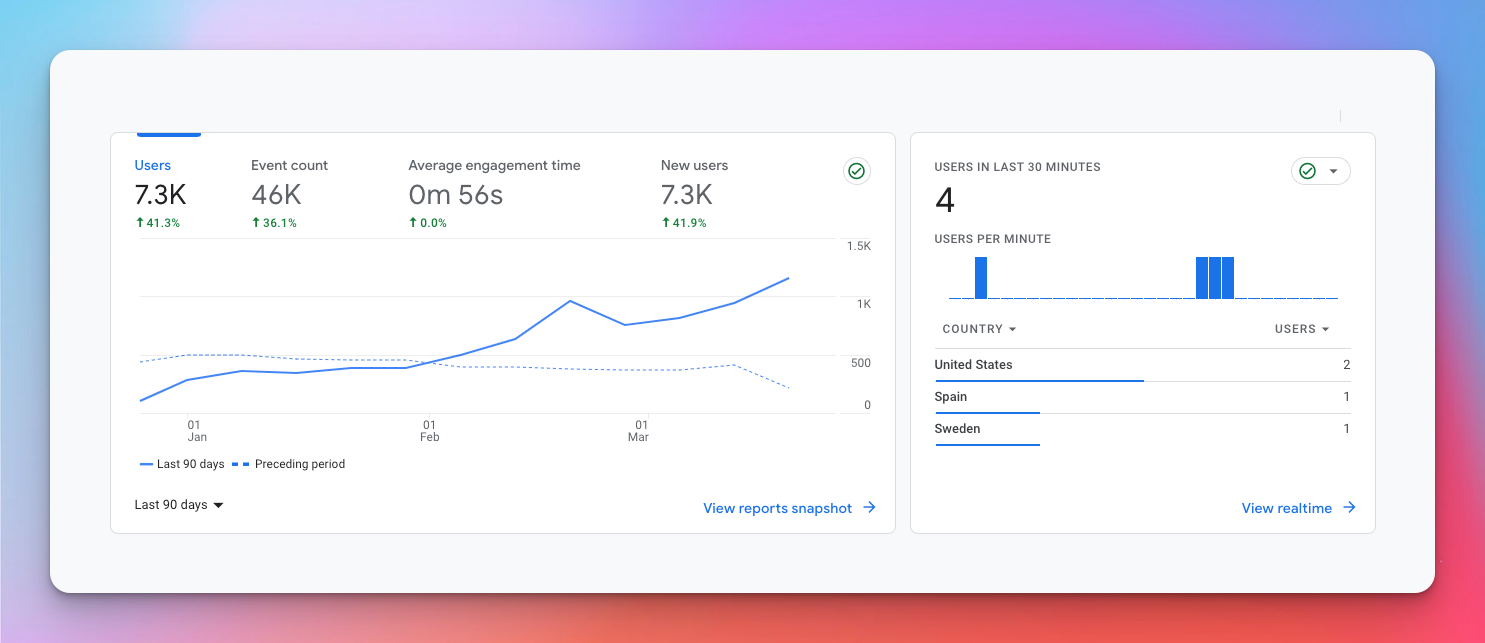 Users
7.3K
41.3%
Event count
46K
36.1%
Average engagement time
0m 56s
0.0%
New users
7.3K
41.9%
1.5K
1K
500
0
01
Jan
01
Feb
01
Mar
Last 90 days
Preceding period
Last 90 days
View reports snapshot
USERS IN LAST 30 MINUTES
4
USERS PER MINUTE
COUNTRY USERS
United States 2
Spain 1
Sweden 1
View realtime